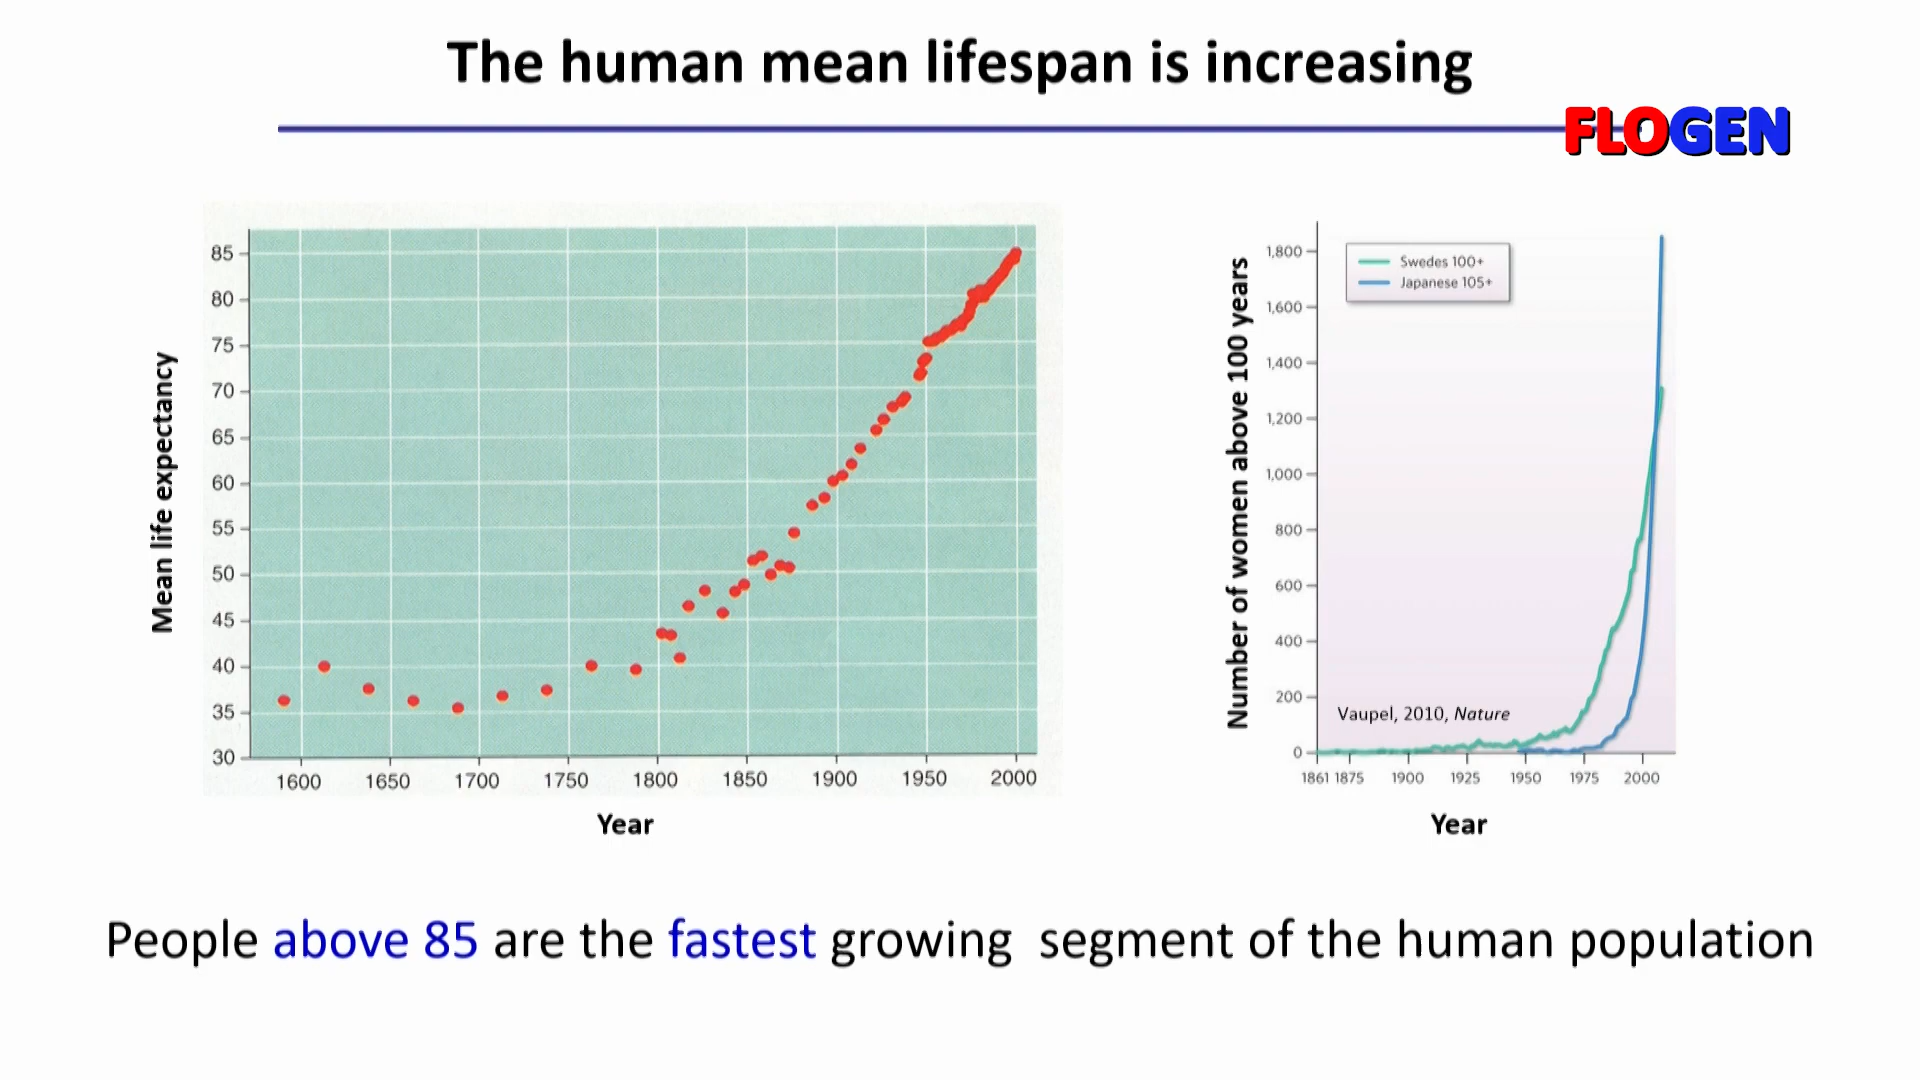 The human mean lifespan is increasing
FLOGEN
Mean life expectancy
85
80
75
70
65
60
55
50
45
40
35
30
1600 1650 1700 1750 1800 1850 1900 1950 2000
Year
Number of women above 100 years
1,800
1,600
1,400
1,200
1,000
800
600
400
200
0
Swedes 100+
Japanese 105+
Vaupel, 2010, Nature
1861 1875 1900 1925 1950 1975 2000
Year
People above 85 are the fastest growing segment of the human population